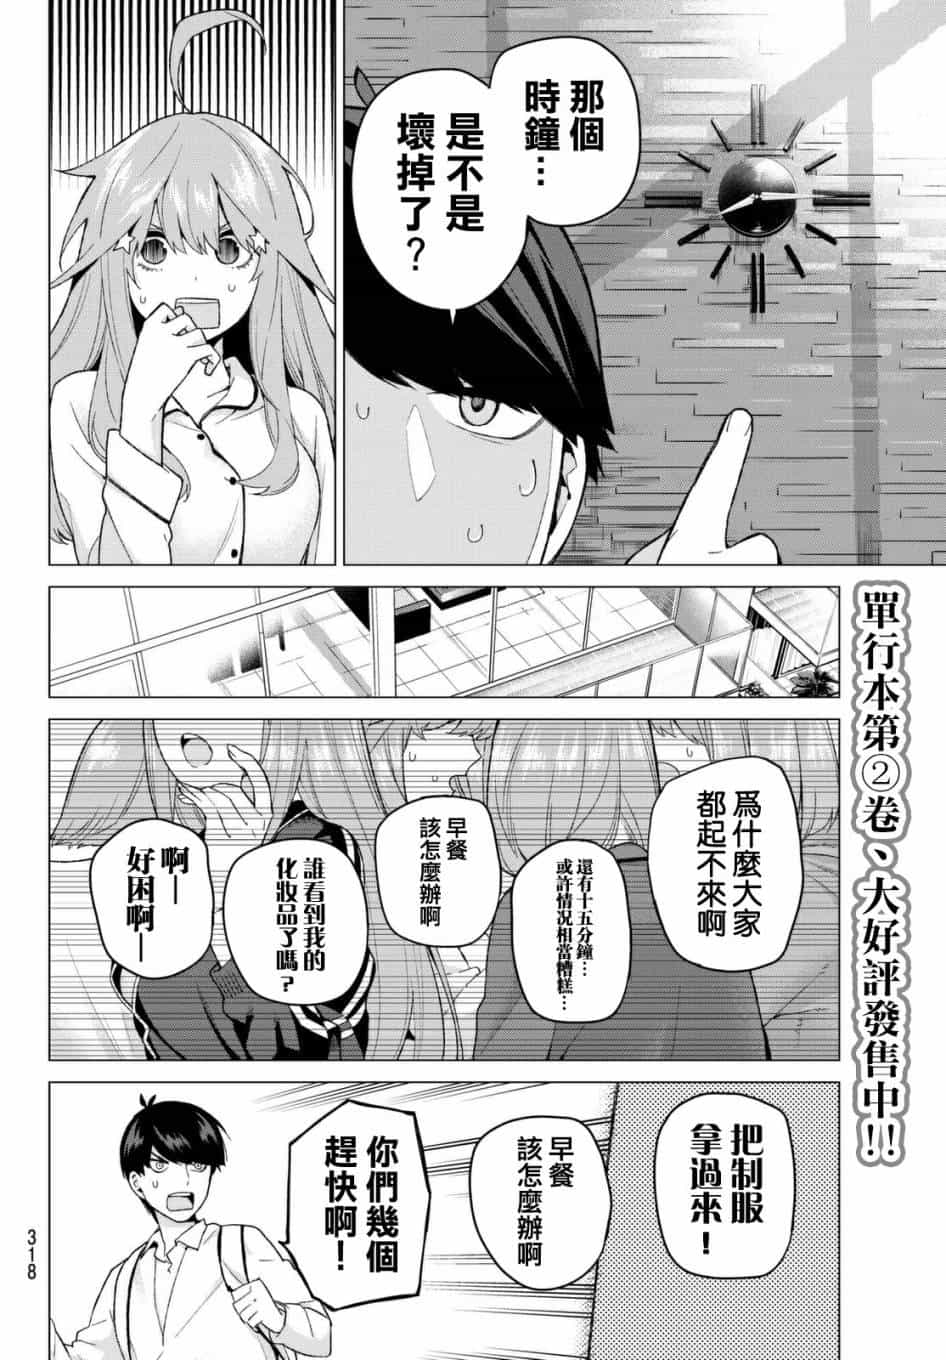 那個
時鐘…
是不是
壞掉了？
單行本第②卷、大好評發售中!!
爲什麼大家
都起不來啊
還有十五分鐘…
或許情况相當糟糕…
早餐
該怎麼辦啊
誰看到我的
化妝品了嗎？
啊—
好困啊—
把制服
拿過來！
早餐
該怎麼辦啊
你們幾個
趕快啊！
318